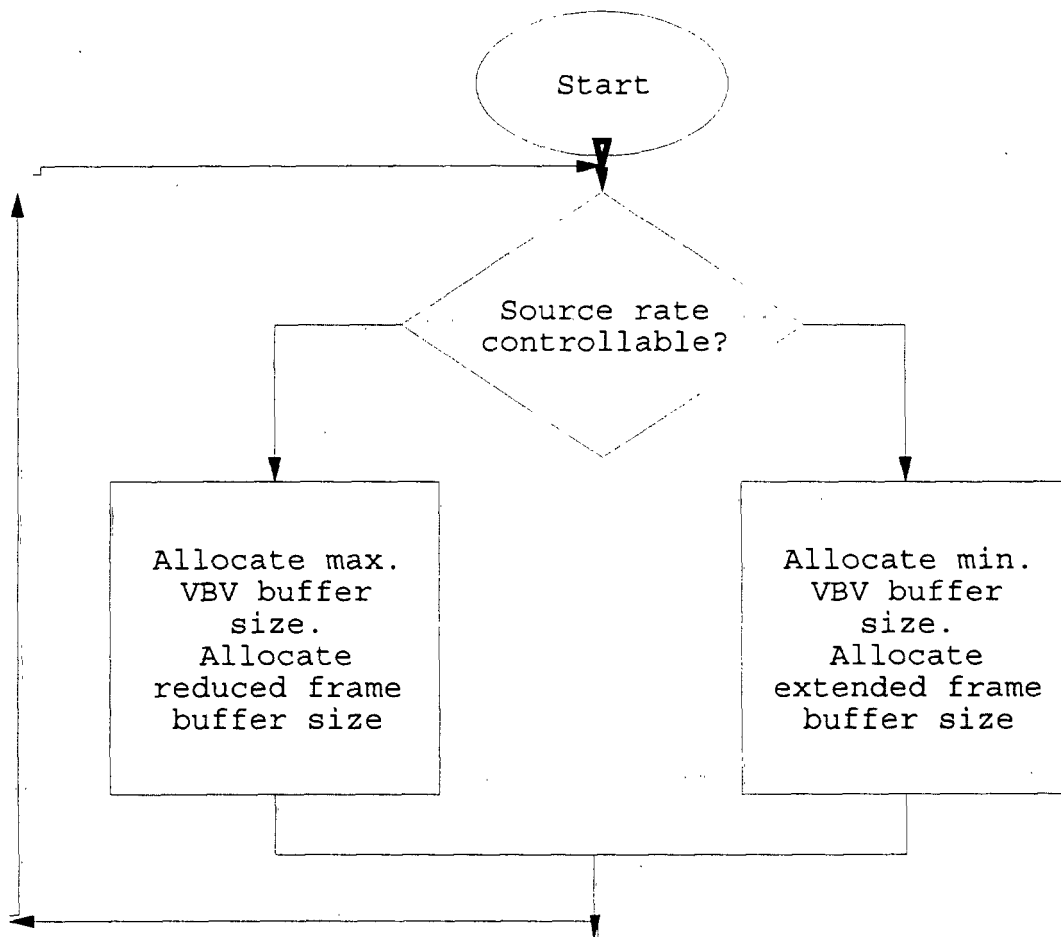 Start
Source rate
controllable?
Allocate max.
VBV buffer
size.
Allocate
reduced frame
buffer size
Allocate min.
VBV buffer
size.
Allocate
extended frame
buffer size